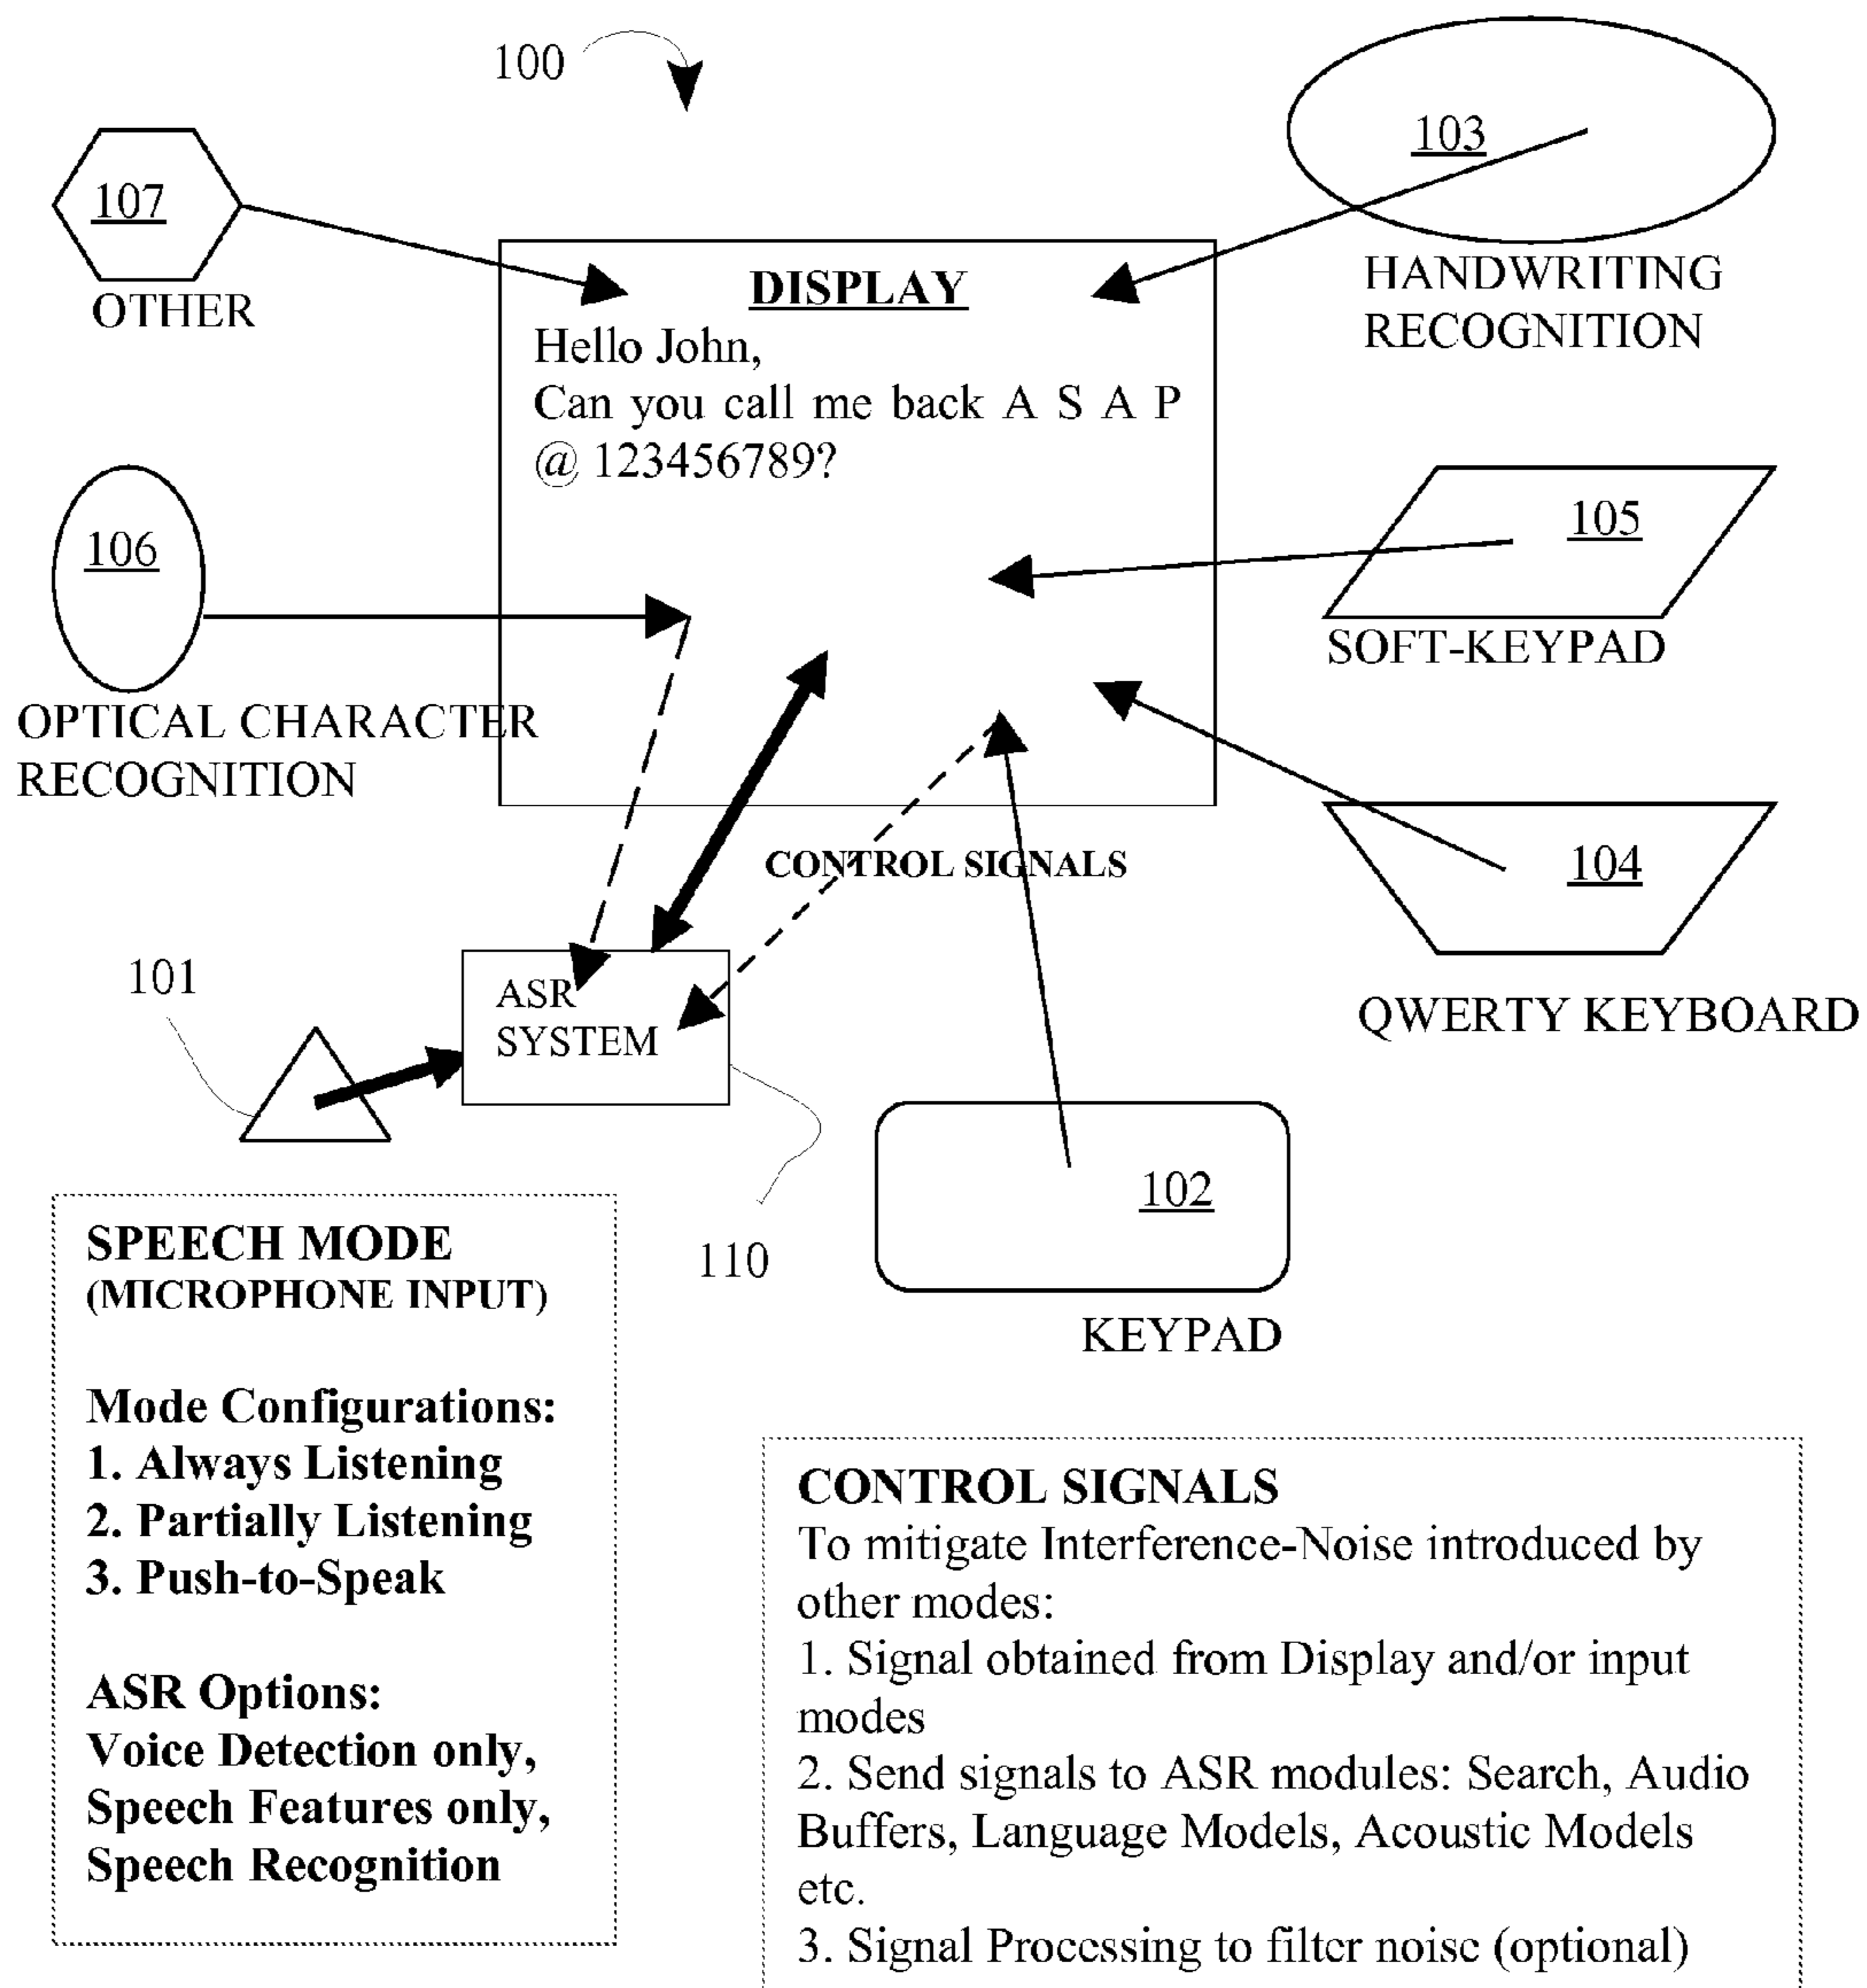 100
103
107
HANDWRITING
RECOGNITION
OTHER
DISPLAY
Hello John,
Can you call me back A S A P
@ 123456789?
106
105
SOFT-KEYPAD
OPTICAL CHARACTER
RECOGNITION
CONTROL SIGNALS
104
101
ASR
SYSTEM
QWERTY KEYBOARD
102
110
KEYPAD
SPEECH MODE
(MICROPHONE INPUT)
Mode Configurations:
1. Always Listening
2. Partially Listening
3. Push-to-Speak
ASR Options:
Voice Detection only,
Speech Features only,
Speech Recognition
CONTROL SIGNALS
To mitigate Interference-Noise introduced by
other modes:
1. Signal obtained from Display and/or input
modes
2. Send signals to ASR modules: Search, Audio
Buffers, Language Models, Acoustic Models
etc.
3. Signal Processing to filter noise (optional)